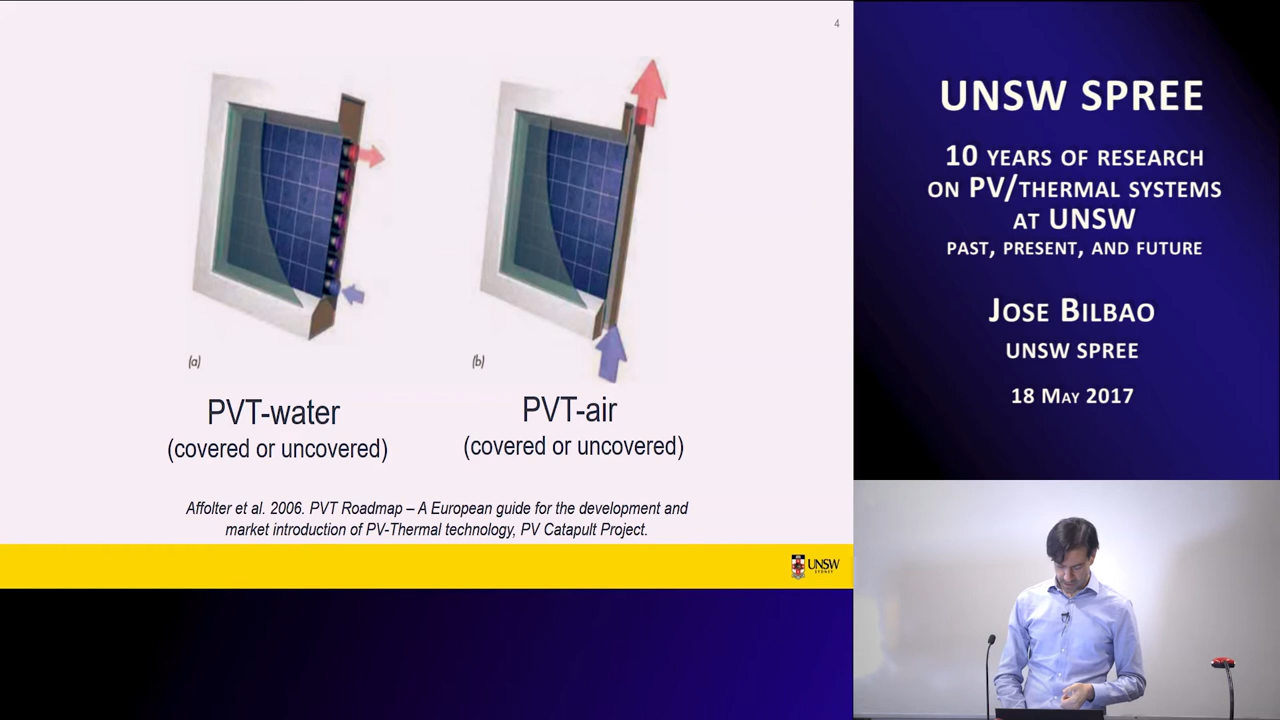 4
(a)
(b)
PVT-water
(covered or uncovered)
PVT-air
(covered or uncovered)
Affolter et al. 2006. PVT Roadmap – A European guide for the development and
market introduction of PV-Thermal technology, PV Catapult Project.
UNSW
SYDNEY
UNSW SPREE
10 YEARS OF RESEARCH
ON PV/THERMAL SYSTEMS
AT UNSW
PAST, PRESENT, AND FUTURE
JOSE BILBAO
UNSW SPREE
18 MAY 2017